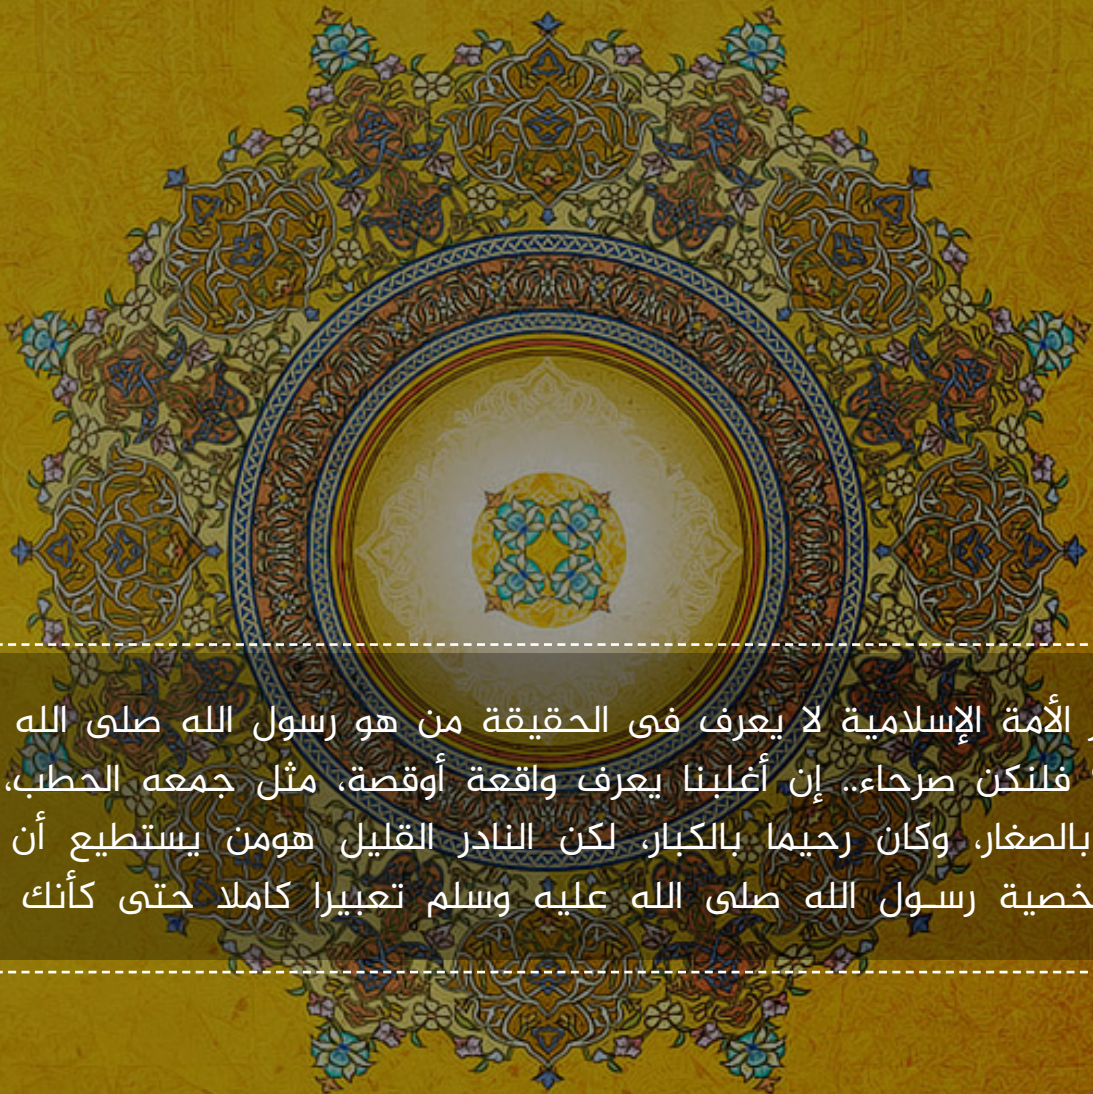 الأمة الإسلامية لا يعرف فى الحقيقة من هو رسول الله صلى الله
فلنكن صرحاء.. إن أغلبنا يعرف واقعة أوقصة، مثل جمعه الحطب،
بالصغار، وكان رحيما بالكبار، لكن النادر القليل هومن يستطيع أن
رسـول الله صلى الله عليه وسلم تعبيرا كاملا حتى كأنك